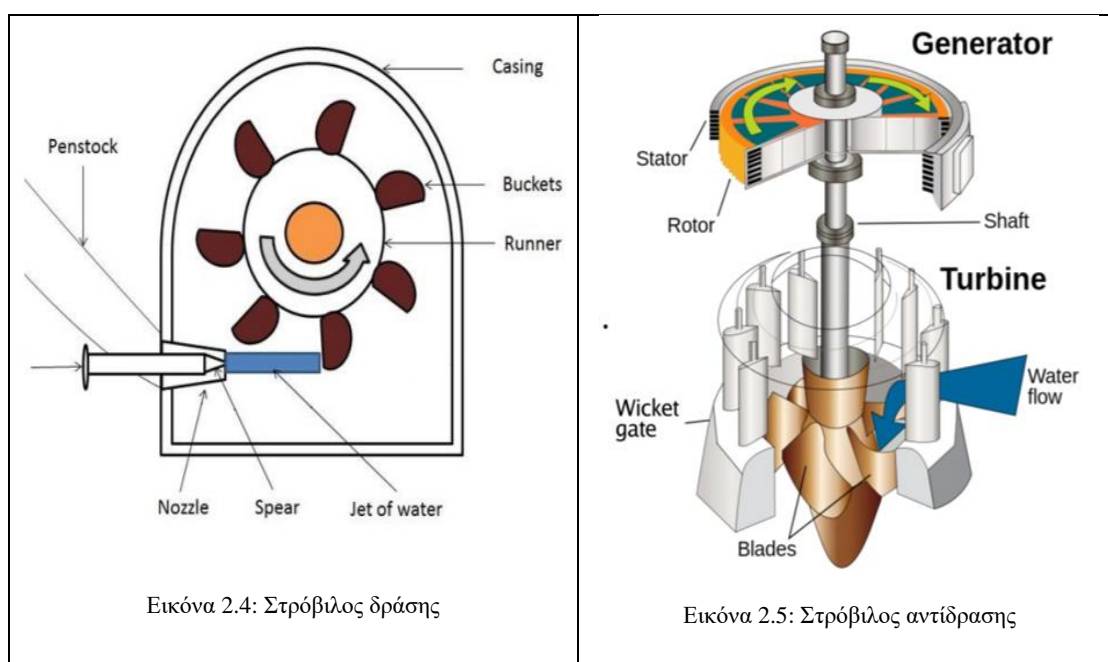 Casing
Penstock
Buckets
Runner
Nozzle
Spear
Jet of water
Εικόνα 2.4: Στρόβιλος δράσης
Generator
Stator
Rotor
Shaft
Turbine
Water
flow
Wicket
gate
Blades
Εικόνα 2.5: Στρόβιλος αντίδρασης